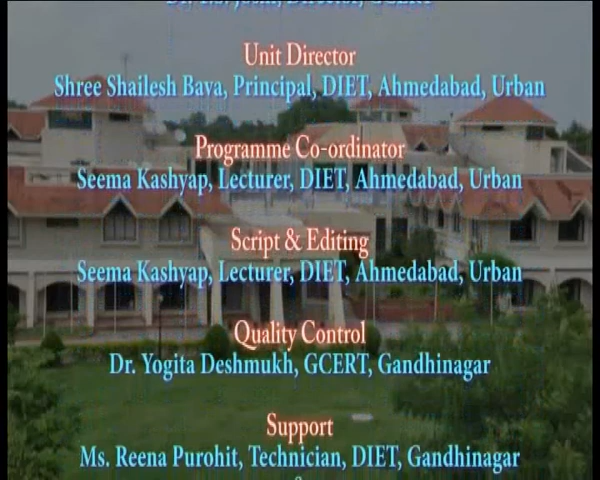 Director, GCERT
Unit Director
Shree Shailesh Bava, Principal, DIET, Ahmedabad, Urban
Programme Co-ordinator
Seema Kashyap, Lecturer, DIET, Ahmedabad, Urban
Script & Editing
Seema Kashyap, Lecturer, DIET, Ahmedabad, Urban
Quality Control
Dr. Yogita Deshmukh, GCERT, Gandhinagar
Support
Ms. Reena Purohit, Technician, DIET, Gandhinagar